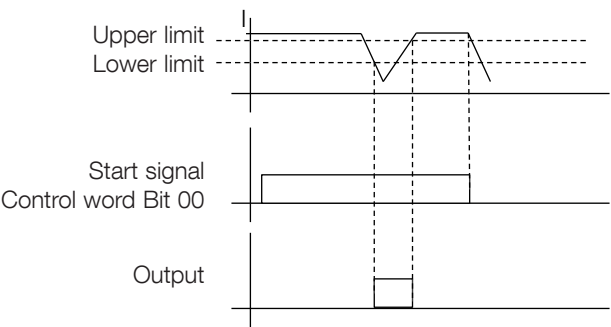 I
Upper limit
Lower limit
Start signal
Control word Bit 00
Output